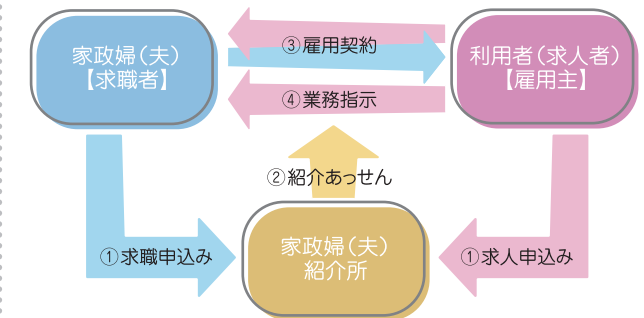 家政婦（夫）
【求職者】
③雇用契約
利用者（求人者）
【雇用主】
④業務指示
②紹介あっせん
①求職申込み
家政婦（夫）
紹介所
①求人申込み